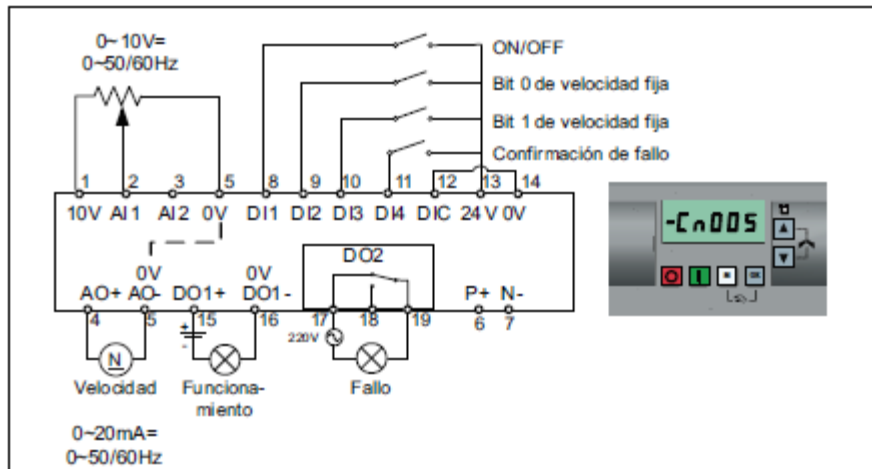 0~10V=
0~50/60Hz
ON/OFF
Bit 0 de velocidad fija
Bit 1 de velocidad fija
Confirmación de fallo
1 2 3 5 8 9 10 11 12 13 14
10V AI1 AI2 0V DI1 DI2 DI3 DI4 DIC 24V 0V
-Cn005
DO2
0V 0V
AO+ AO- DO1+ DO1- P+ N-
4 5 15 16 17 18 19 6 7
+
-
220V
N
M
OK
Velocidad Funciona-
miento Fallo
0~20mA=
0~50/60Hz